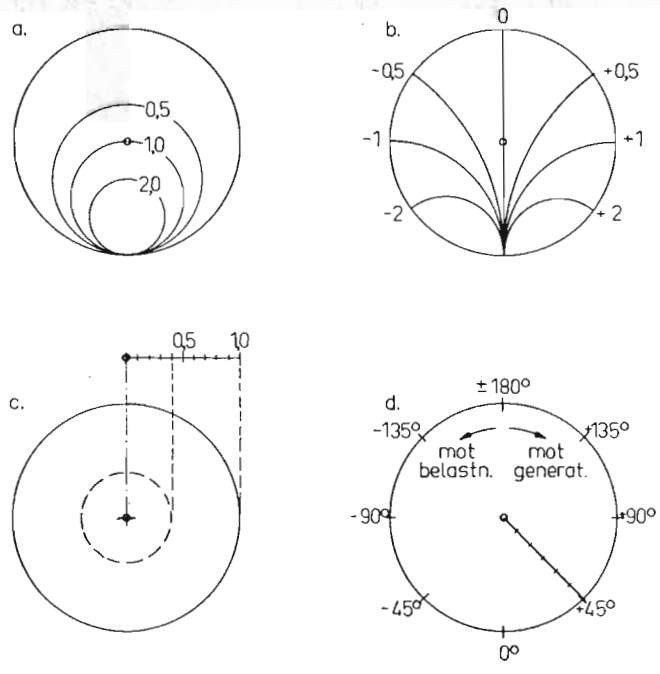 a.
0,5
1,0
2,0
b.
0
-0,5
+0,5
-1
+1
-2
+2
c.
0,5
1,0
d.
±180°
-135°
+135°
mot
belastn.
mot
generat.
-90°
+90°
-45°
+45°
0°